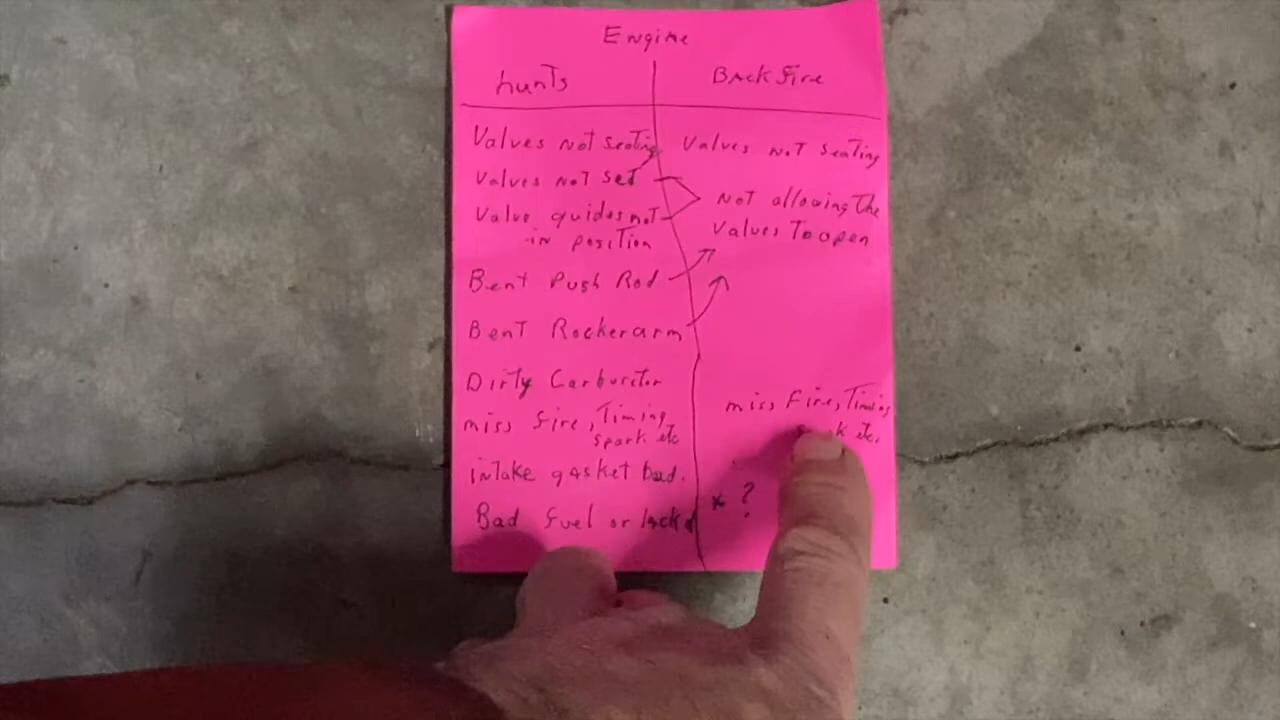 Engine
hunts
Backfire
Valves not seating
Valves not set
Valve guides not
in position
Bent Push Rod
Bent Rockerarm
Dirty Carburetor
miss fire, Timing
spark etc
intake gasket bad.
Bad fuel or lack of
Valves not seating
Not allowing the
valves to open
miss fire, Timing
etc.
* ?